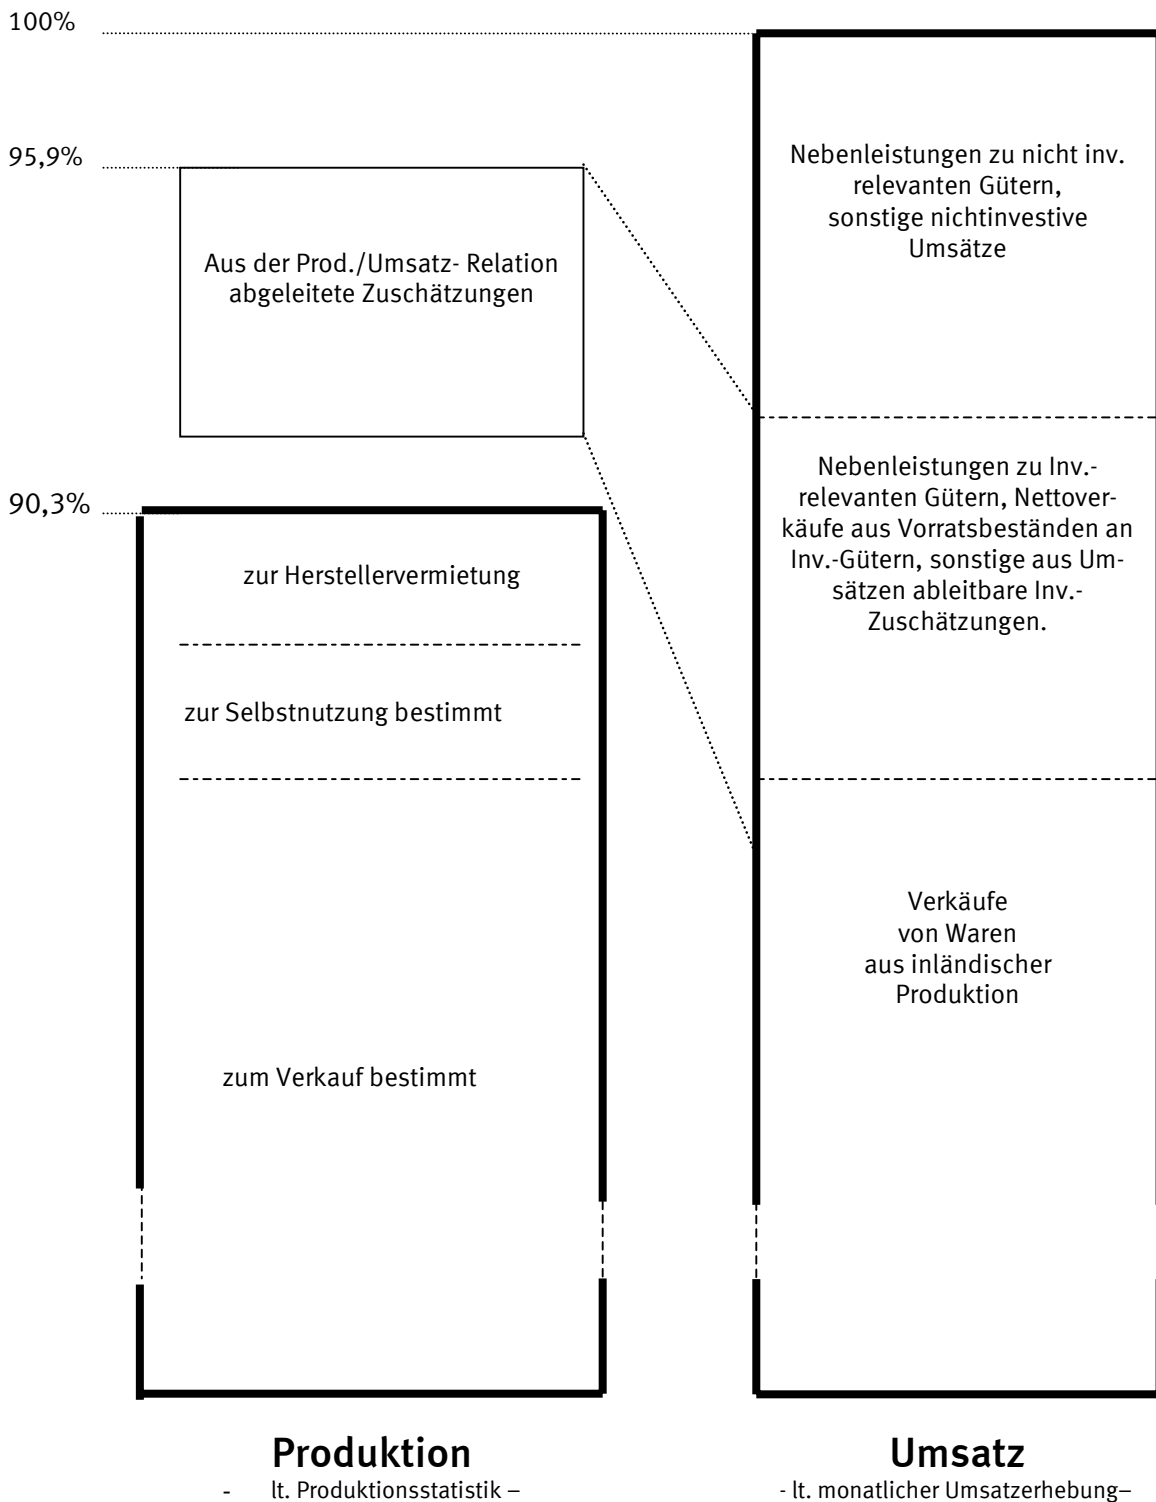 100%
95,9%
Aus der Prod./Umsatz- Relation
abgeleitete Zuschätzungen
90,3%
zur Herstellervermietung
zur Selbstnutzung bestimmt
zum Verkauf bestimmt
Produktion
- lt. Produktionsstatistik –
Nebenleistungen zu nicht inv.
relevanten Gütern,
sonstige nichtinvestive
Umsätze
Nebenleistungen zu Inv.-
relevanten Gütern, Nettover-
käufe aus Vorratsbeständen an
Inv.-Gütern, sonstige aus Um-
sätzen ableitbare Inv.-
Zuschätzungen.
Verkäufe
von Waren
aus inländischer
Produktion
Umsatz
- lt. monatlicher Umsatzerhebung–